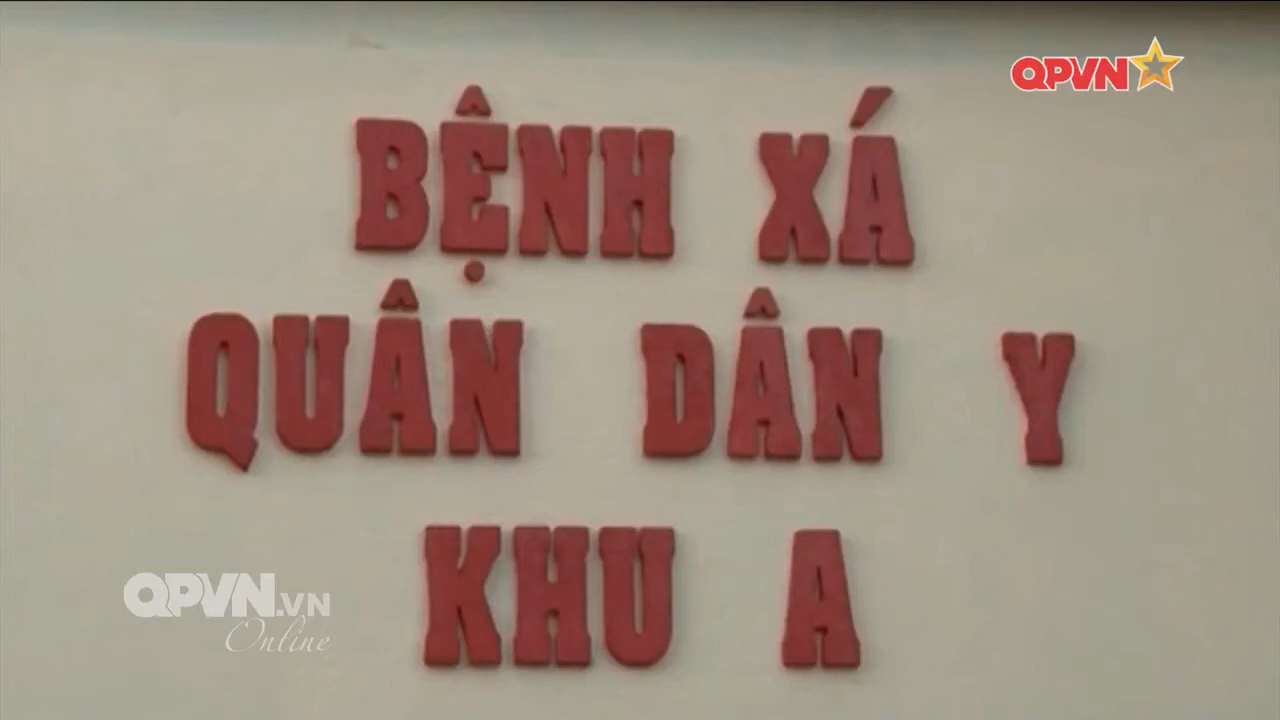 QPVN
BỆNH XÁ
QUÂN DÂN Y
KHU A
QPVN.VN
Online